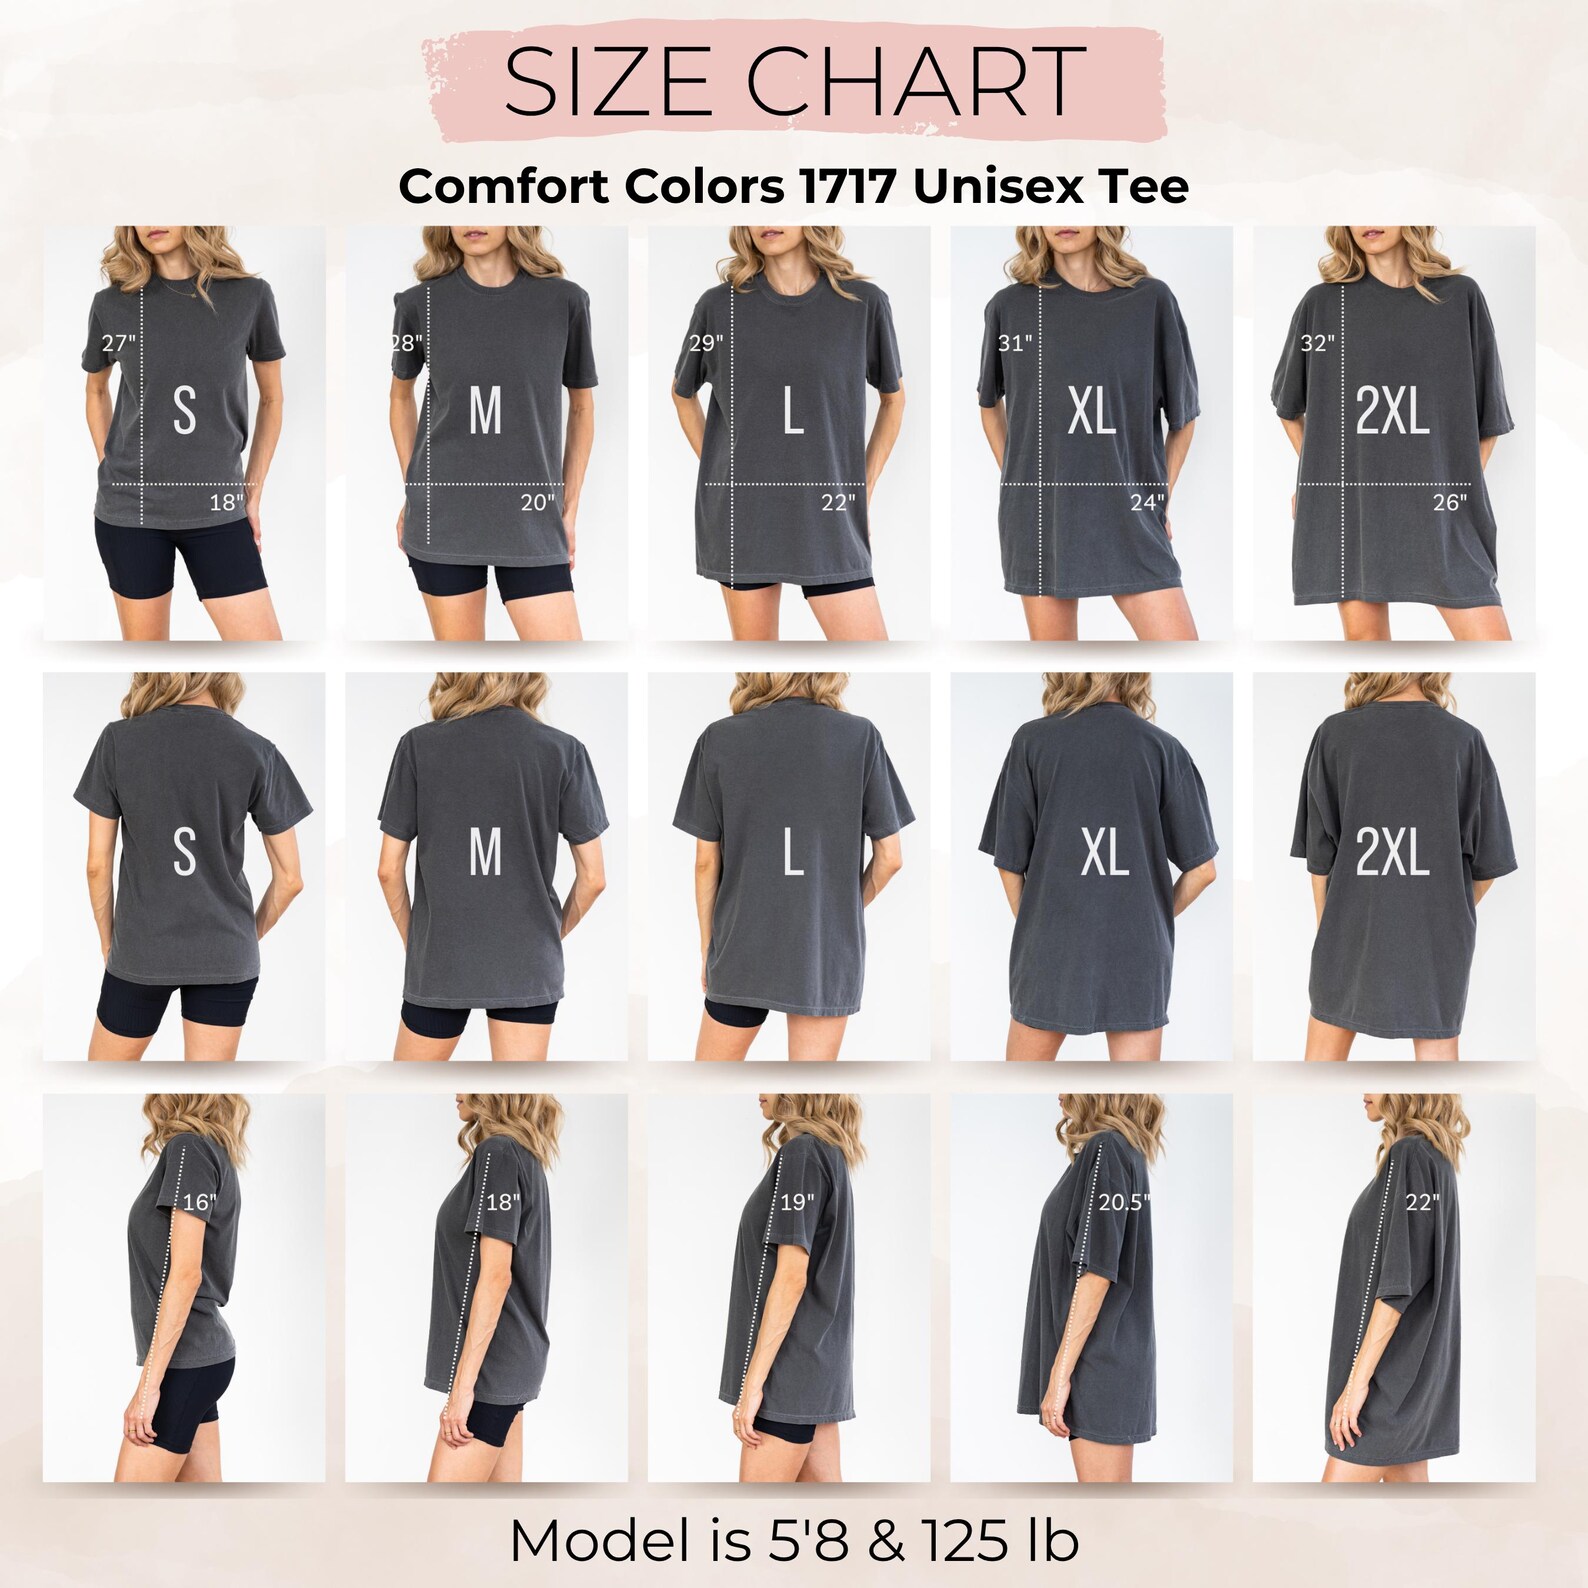 SIZE CHART
Comfort Colors 1717 Unisex Tee
27" 28" 29" 31" 32"
S M L XL 2XL
18" 20" 22" 24" 26"
S M L XL 2XL
16" 18" 19" 20.5" 22"
Model is 5'8 & 125 lb